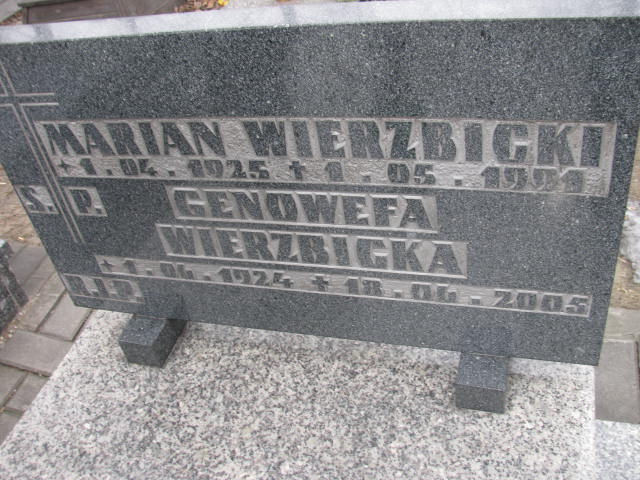 MARIAN WIERZBICKI
* 1. 04. 1925 ✝ 1. 05. 1991.
Ś. P. GENOWEFA
WIERZBICKA
* 1. 04. 1924 ✝ 18. 04. 2005
R.I.P.